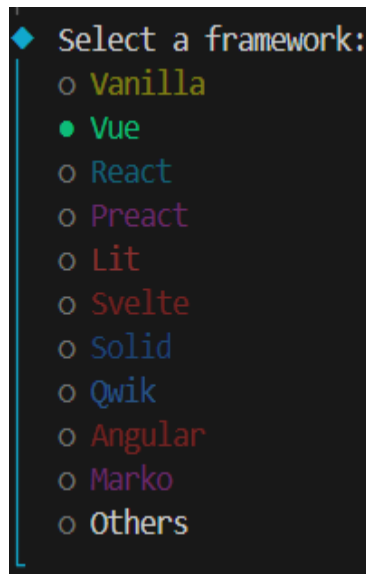 Select a framework:
Vanilla
Vue
React
Preact
Lit
Svelte
Solid
Qwik
Angular
Marko
Others